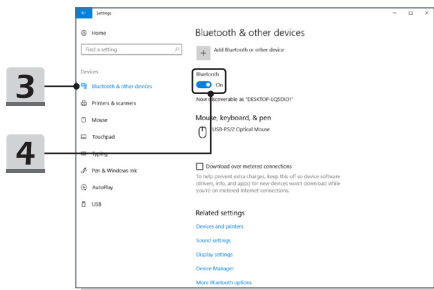 Settings
Home
Find a setting
Devices
Bluetooth & other devices
Printers & scanners
Mouse
Touchpad
Typing
Pen & Windows Ink
AutoPlay
USB
3
4
Bluetooth & other devices
Add Bluetooth or other device
Bluetooth
On
Now discoverable as "DESKTOP-LQSDIO1"
Mouse, keyboard, & pen
USB-PS/2 Optical Mouse
Download over metered connections
To help prevent extra charges, keep this off so device software
(drivers, info, and apps) for new devices won't download while
you're on metered Internet connections.
Related settings
Devices and printers
Sound settings
Display settings
Device Manager
More Bluetooth options